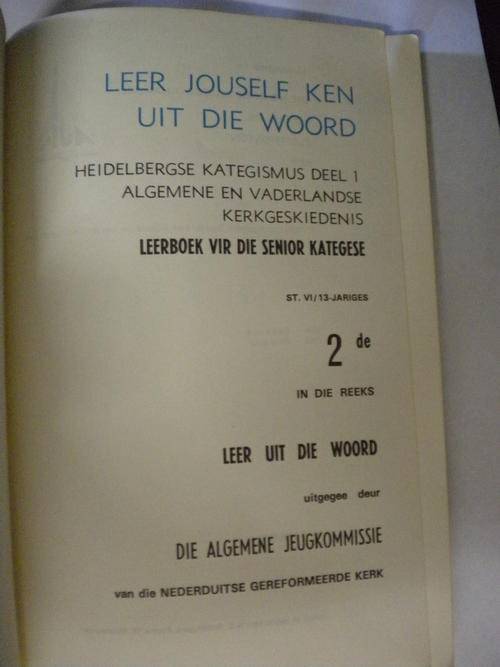 LEER JOUSELF KEN
UIT DIE WOORD
HEIDELBERGSE KATEGISMUS DEEL 1
ALGEMENE EN VADERLANDSE
KERKGESKIEDENIS
LEERBOEK VIR DIE SENIOR KATEGESE
ST. VI/13-JARIGES
2 de
IN DIE REEKS
LEER UIT DIE WOORD
uitgegee deur
DIE ALGEMENE JEUGKOMMISSIE
van die NEDERDUITSE GEREFORMEERDE KERK